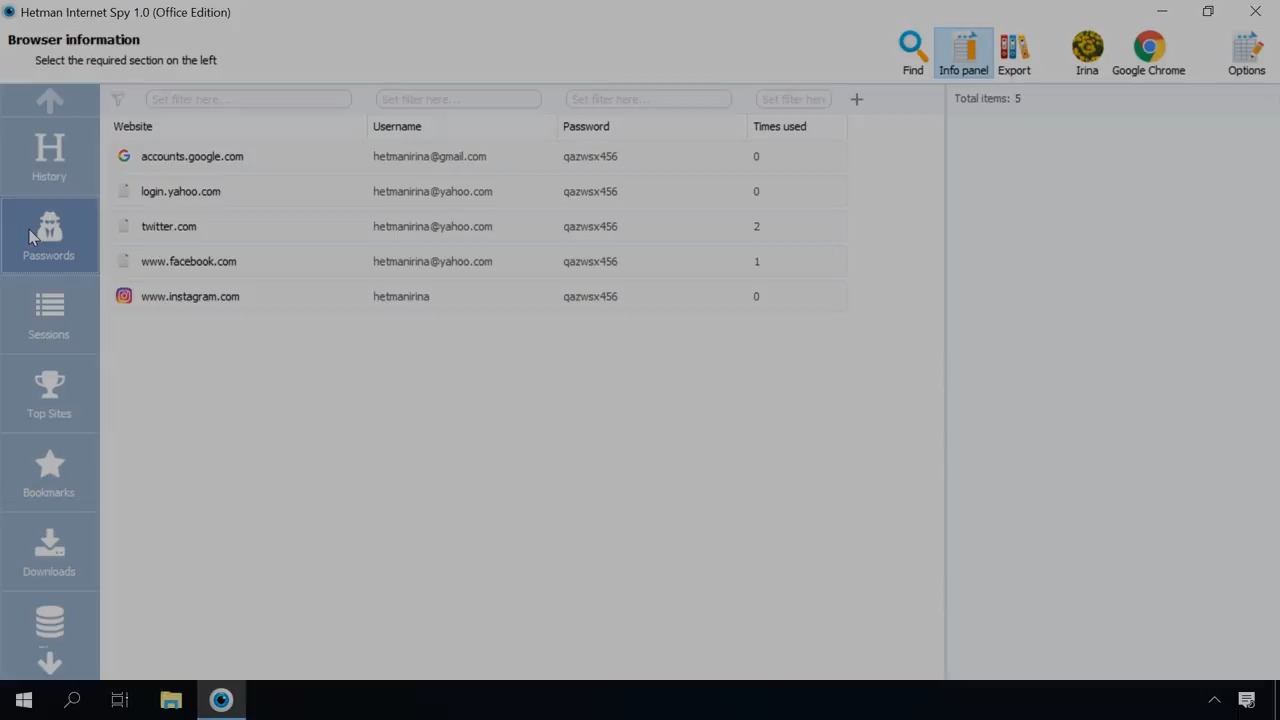 Hetman Internet Spy 1.0 (Office Edition)
Browser information
Select the required section on the left
Find
Info panel
Export
Irina
Google Chrome
Options
History
Passwords
Sessions
Top Sites
Bookmarks
Downloads
Set filter here... Set filter here... Set filter here... Set filter here
Website Username Password Times used
accounts.google.com hetmanirina@gmail.com qazwsx456 0
login.yahoo.com hetmanirina@yahoo.com qazwsx456 0
twitter.com hetmanirina@yahoo.com qazwsx456 2
www.facebook.com hetmanirina@yahoo.com qazwsx456 1
www.instagram.com hetmanirina qazwsx456 0
Total items: 5